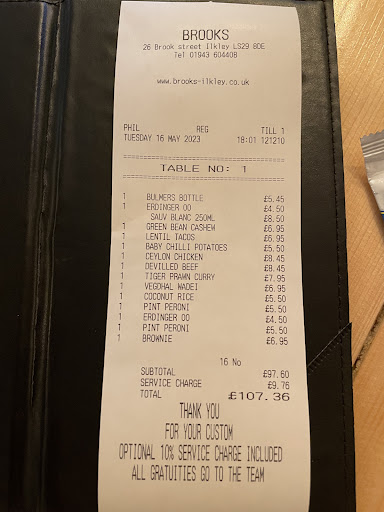 BROOKS
26 Brook street Ilkley LS29 8DE
Tel 01943 604408
www.brooks-ilkley.co.uk
PHIL REG TILL 1
TUESDAY 16 MAY 2023 18:01 121210
TABLE NO: 1
1 BULMERS BOTTLE £5.45
1 ERDINGER 00 £4.50
SAUV BLANC 250ML £8.50
1 GREEN BEAN CASHEW £6.95
1 LENTIL TACOS £6.95
1 BABY CHILLI POTATOES £5.50
1 CEYLON CHICKEN £8.45
1 DEVILLED BEEF £8.45
1 TIGER PRAWN CURRY £7.95
1 VEGDHAL WADEI £6.95
1 COCONUT RICE £5.50
1 PINT PERONI £5.50
1 ERDINGER 00 £4.50
1 PINT PERONI £5.50
1 BROWNIE £6.95
16 No
SUBTOTAL £97.60
SERVICE CHARGE £9.76
TOTAL £107.36
THANK YOU
FOR YOUR CUSTOM
OPTIONAL 10% SERVICE CHARGE INCLUDED
ALL GRATUITIES GO TO THE TEAM